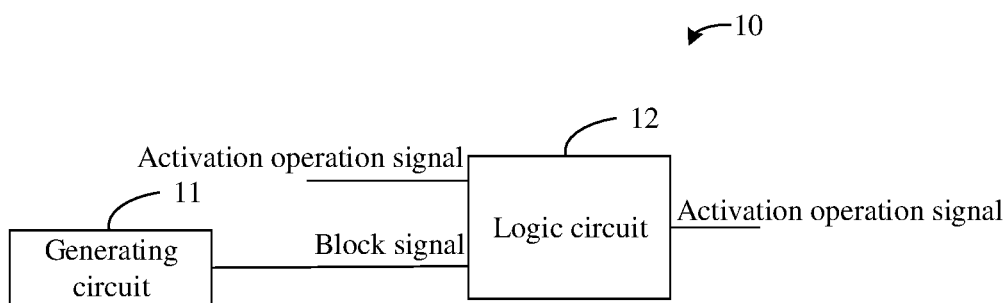 10
12
Activation operation signal
11
Logic circuit
Activation operation signal
Generating
circuit
Block signal